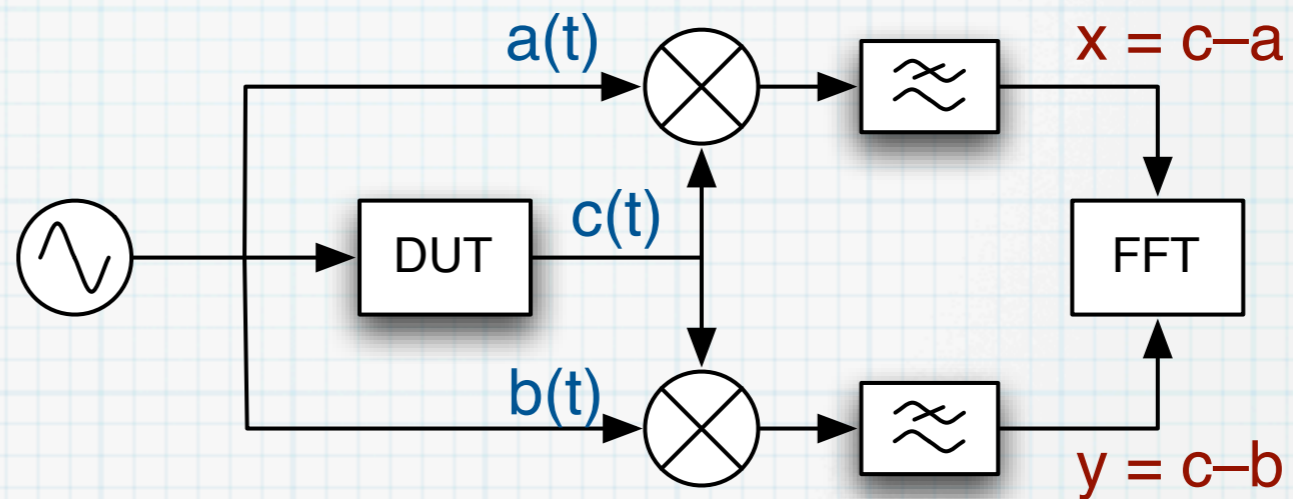 a(t)
x = c–a
c(t)
DUT
FFT
b(t)
y = c–b